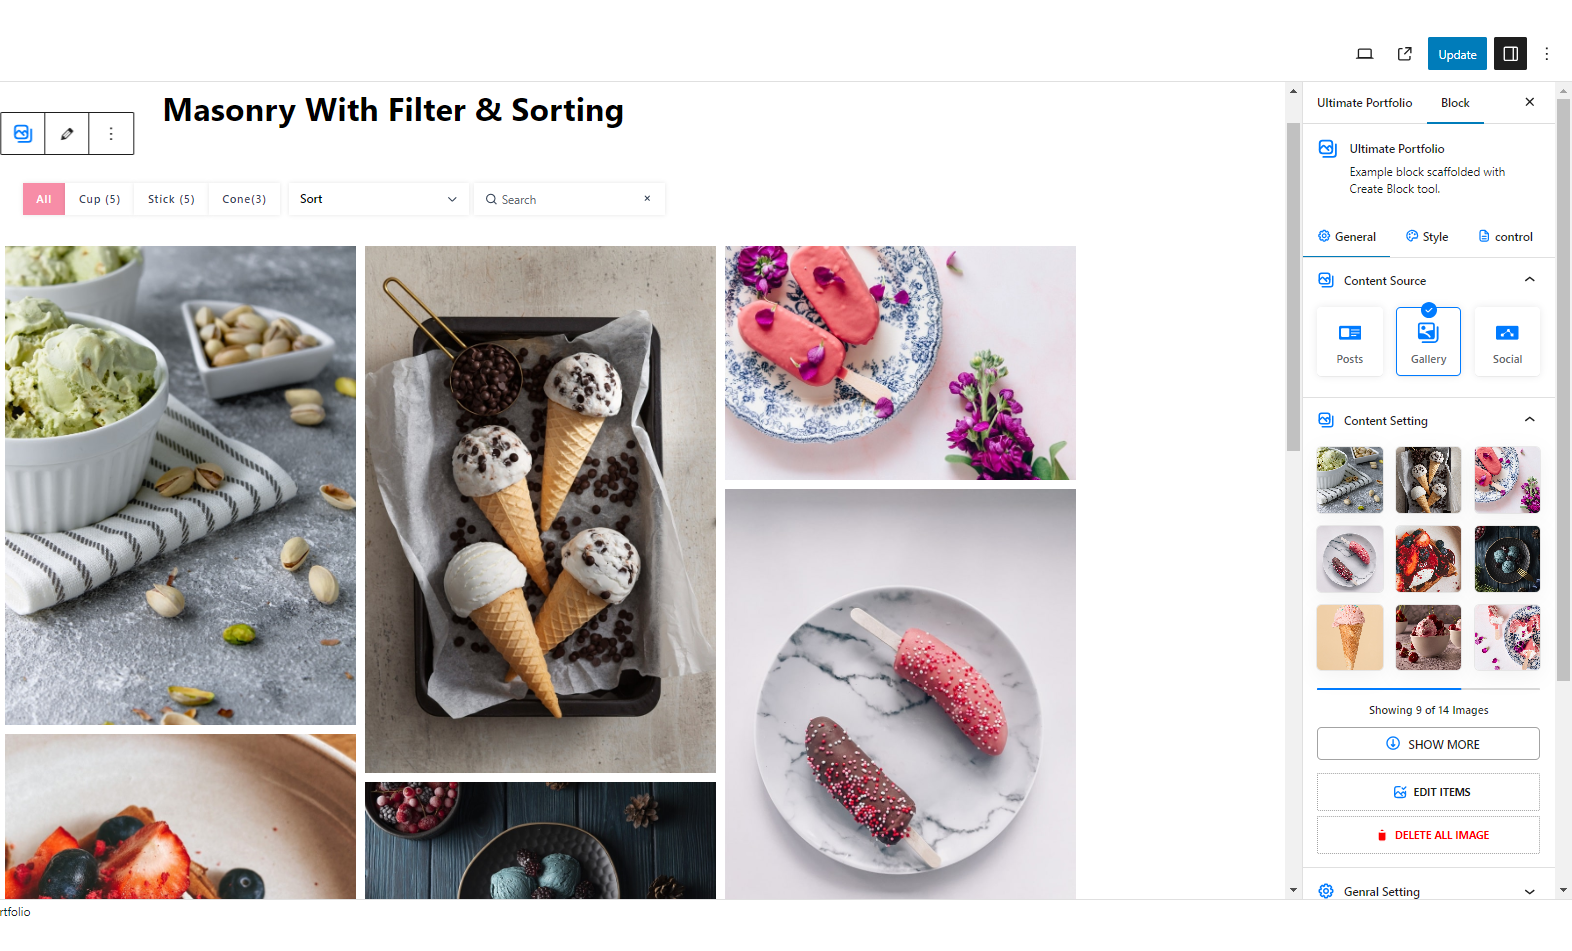 Update
Masonry With Filter & Sorting
All
Cup (5)
Stick (5)
Cone(3)
Sort
Search
Ultimate Portfolio
Block
Ultimate Portfolio
Example block scaffolded with
Create Block tool.
General
Style
control
Content Source
Posts
Gallery
Social
Content Setting
Showing 9 of 14 Images
SHOW MORE
EDIT ITEMS
DELETE ALL IMAGE
Genral Setting
rtfolio